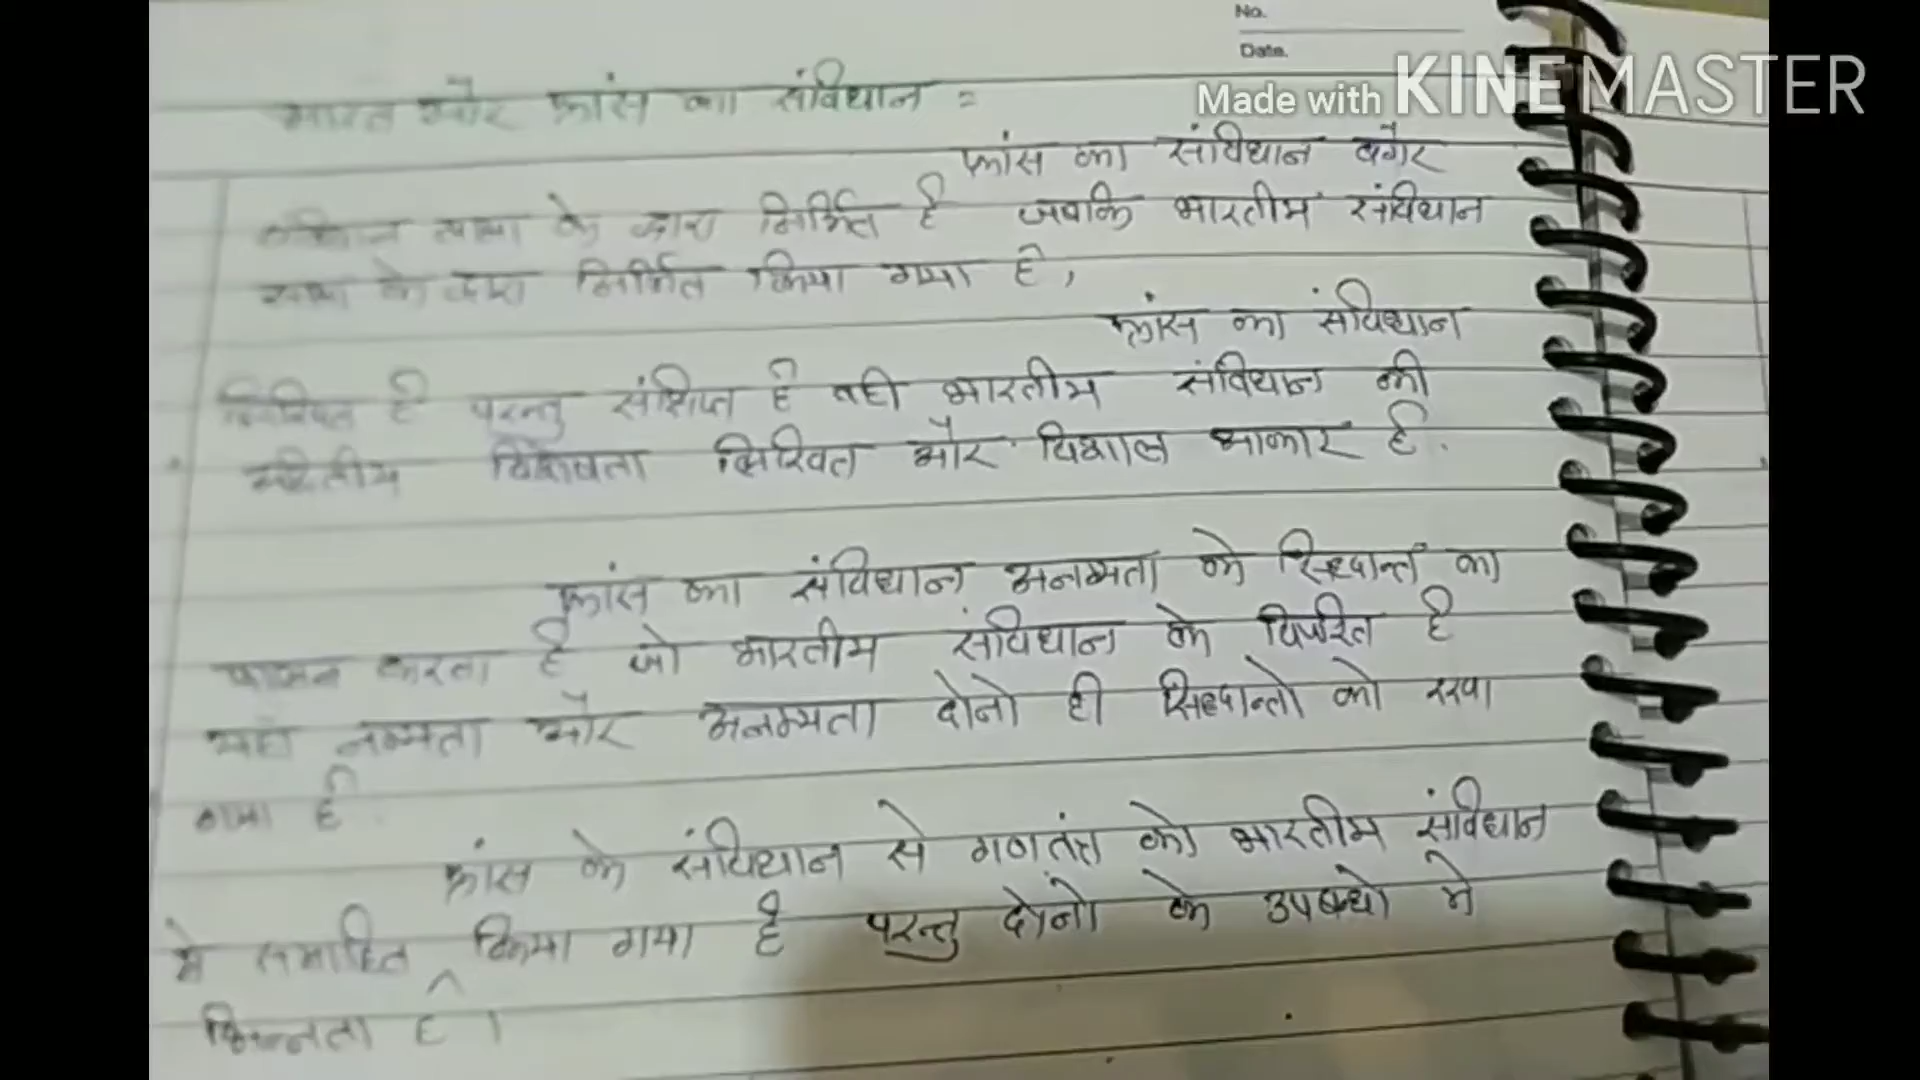 No.
Date.
Made with KINEMASTER
भारत और फ्रांस का संविधान =
फ्रांस का संविधान बगैर
संविधान सभा के द्वारा निर्मित है जबकि भारतीय संविधान
सभा के द्वारा निर्मित किया गया है,
फ्रांस का संविधान
लिखित है परन्तु संक्षिप्त है वही भारतीय संविधान की
विशेषता लिखित और विशाल आकार है.
फ्रांस का संविधान अनम्यता के सिद्धान्त का
पालन करता है जो भारतीय संविधान के विपरित है
यहाँ नम्यता और अनम्यता दोनो ही सिद्धान्तो को रखा
गया है.
फ्रांस के संविधान से गणतंत्र को भारतीय संविधान
मे समाहित किया गया है परन्तु दोनो के उपबन्धो मे
भिन्नता है।